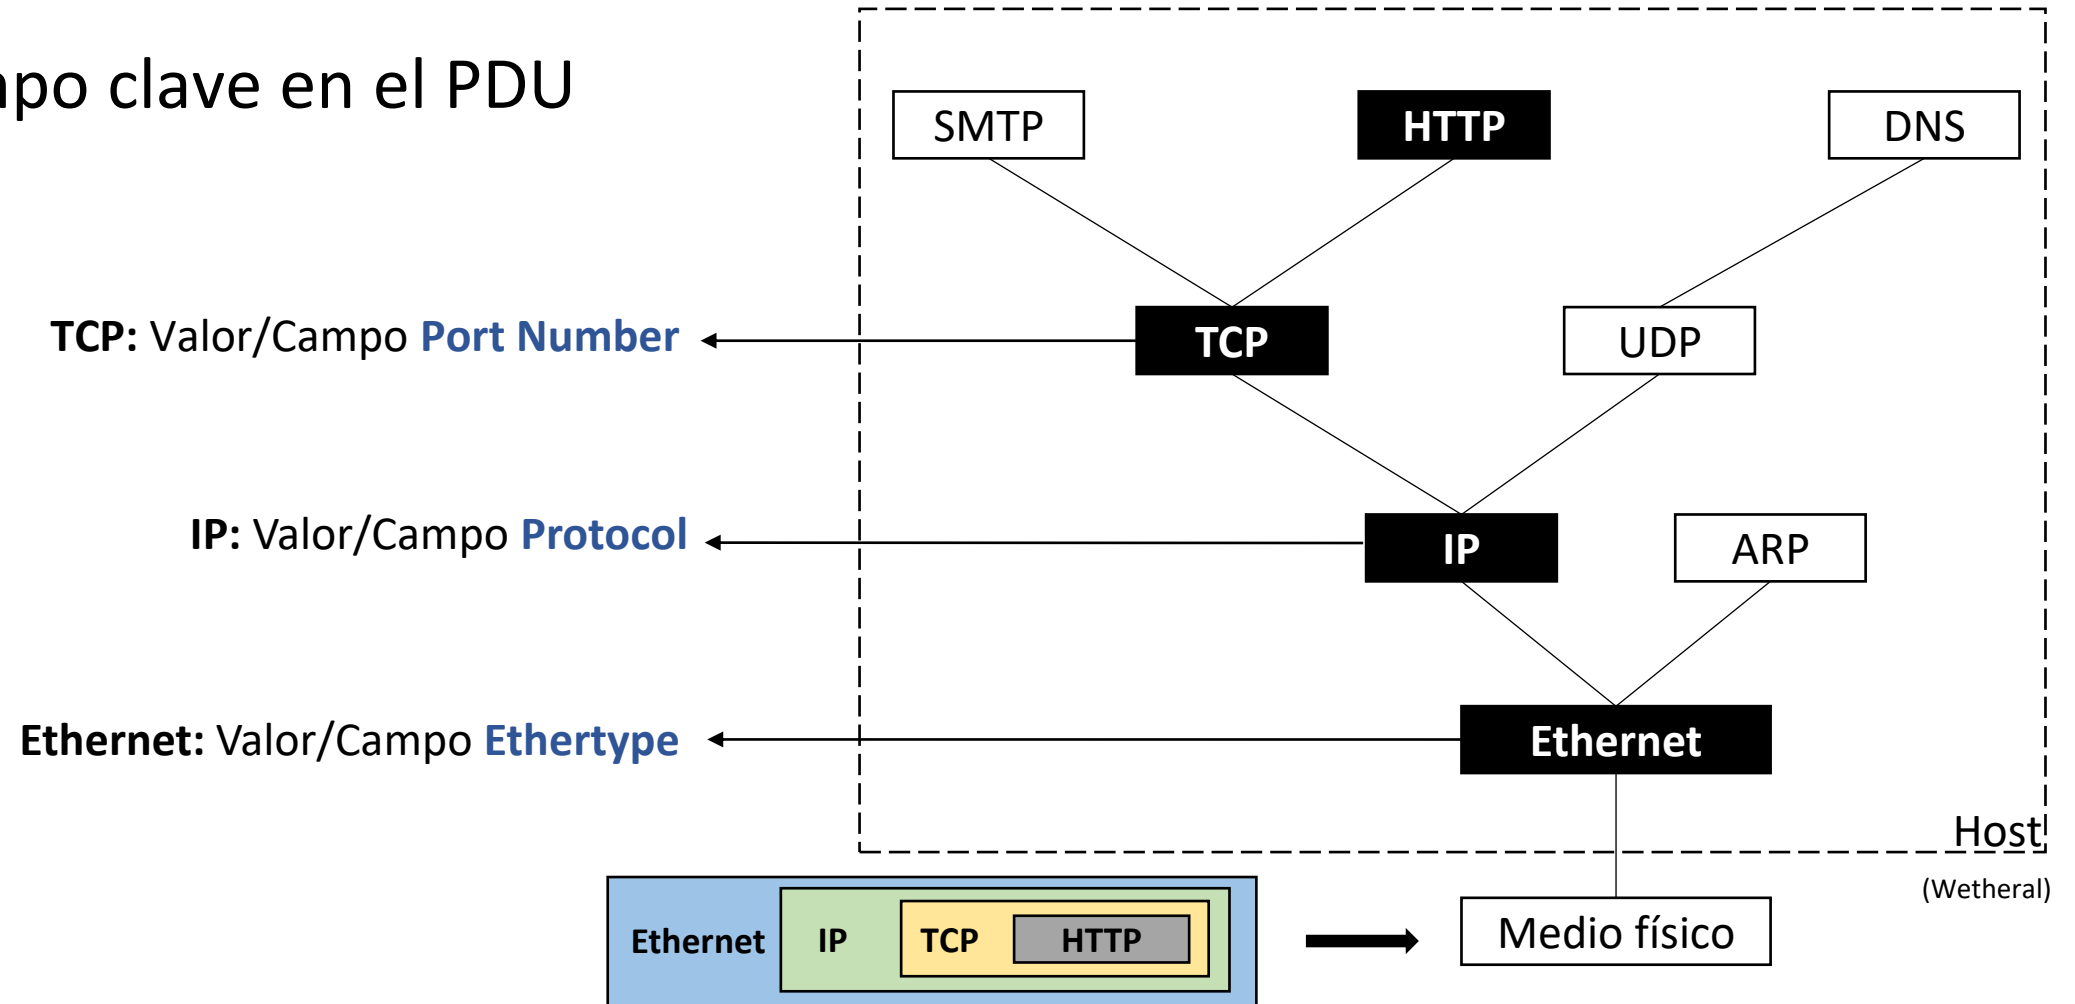 clave en el PDU
SMTP
HTTP
DNS
TCP: Valor/Campo Port Number
TCP
UDP
IP: Valor/Campo Protocol
IP
ARP
Ethernet: Valor/Campo Ethertype
Ethernet
Host
(Wetheral)
Ethernet
IP
TCP
HTTP
Medio físico